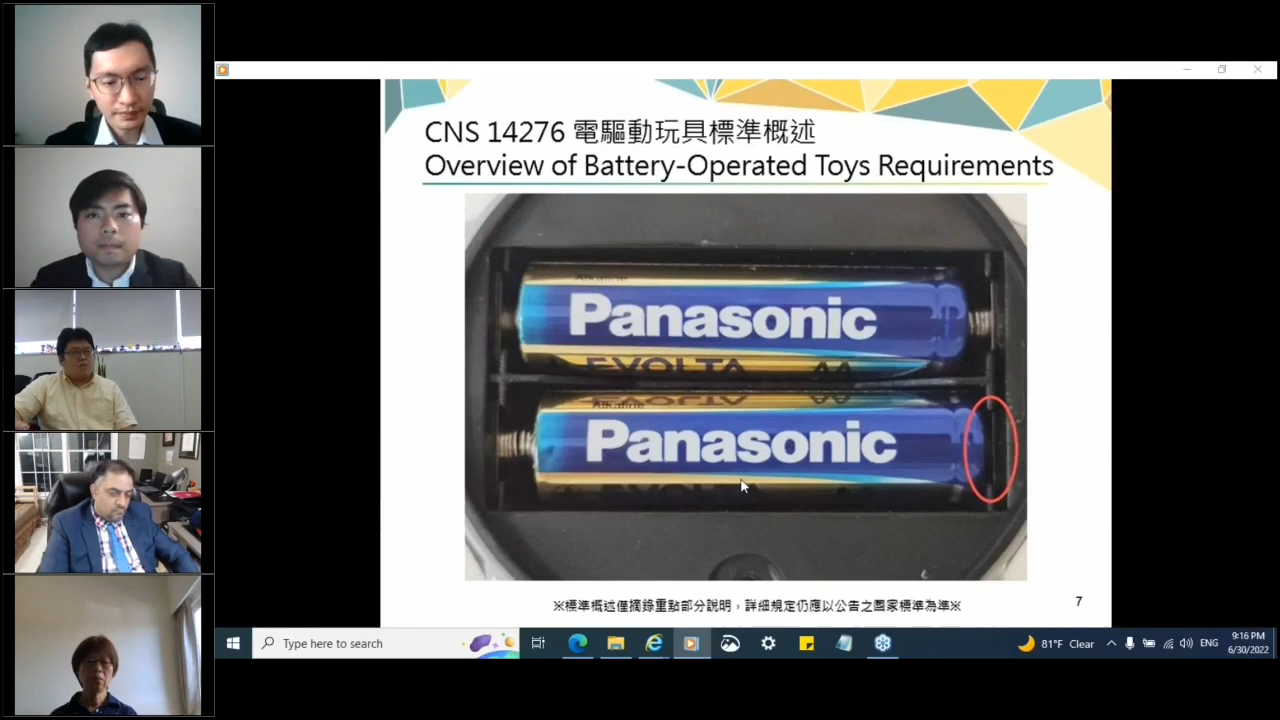 CNS 14276 電驅動玩具標準概述
Overview of Battery-Operated Toys Requirements
Alkaline
Panasonic
EVOLTA AA
EVOLTA AA
Alkaline
Panasonic
※標準概述僅摘錄重點部分說明，詳細規定仍應以公告之國家標準為準※
7
Type here to search
81°F Clear
ENG
9:16 PM
6/30/2022